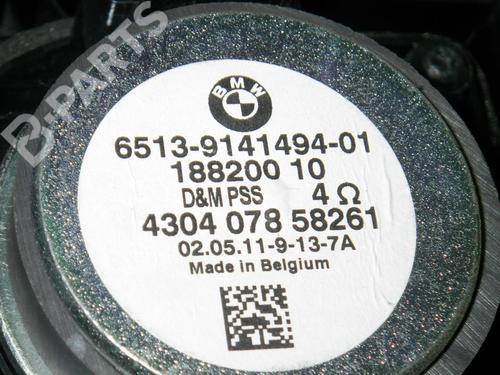 B-PARTS
BMW
6513-9141494-01
188200 10
D&M PSS 4 Ω
4304 078 58261
02.05.11-9-13-7A
Made in Belgium